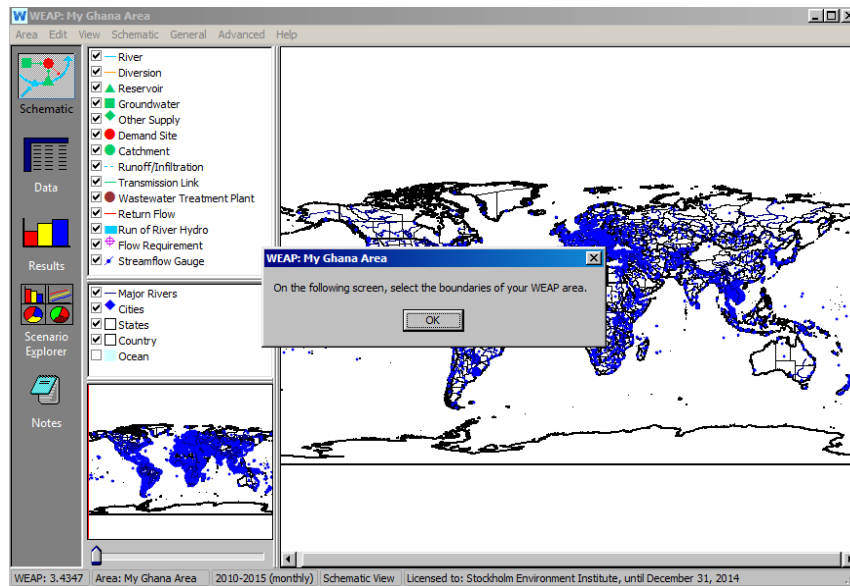 WEAP: My Ghana Area
Area Edit View Schematic General Advanced Help
Schematic
Data
Results
Scenario
Explorer
Notes
River
Diversion
Reservoir
Groundwater
Other Supply
Demand Site
Catchment
Runoff/Infiltration
Transmission Link
Wastewater Treatment Plant
Return Flow
Run of River Hydro
Flow Requirement
Streamflow Gauge
Major Rivers
Cities
States
Country
Ocean
WEAP: My Ghana Area
On the following screen, select the boundaries of your WEAP area.
OK
WEAP: 3.4347 Area: My Ghana Area 2010-2015 (monthly) Schematic View Licensed to: Stockholm Environment Institute, until December 31, 2014